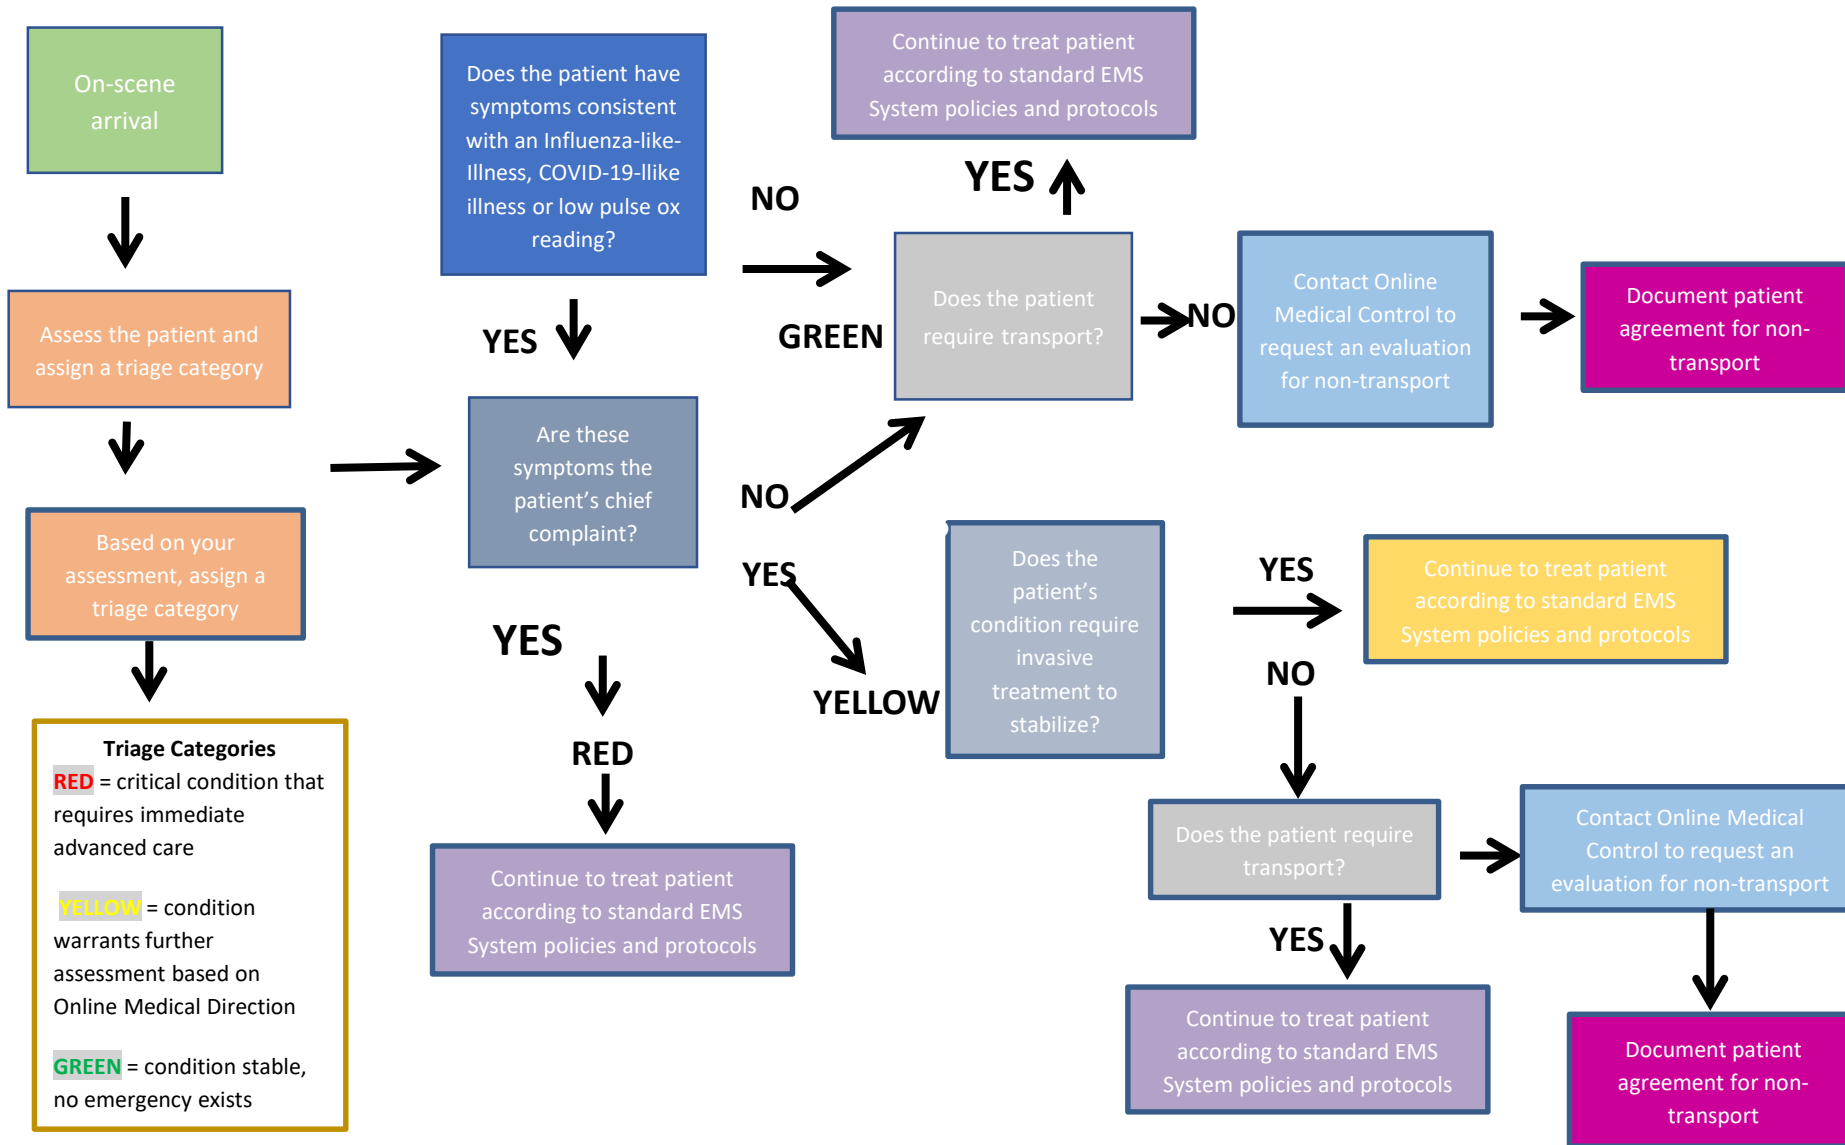 On-scene
arrival
Assess the patient and
assign a triage category
Based on your
assessment, assign a
triage category
Triage Categories
RED = critical condition that
requires immediate
advanced care
YELLOW = condition
warrants further
assessment based on
Online Medical Direction
GREEN = condition stable,
no emergency exists
Does the patient have
symptoms consistent
with an Influenza-like-
Illness, COVID-19-llike
illness or low pulse ox
reading?
YES
NO
GREEN
Are these
symptoms the
patient's chief
complaint?
NO
YES
YELLOW
YES
RED
Continue to treat patient
according to standard EMS
System policies and protocols
Continue to treat patient
according to standard EMS
System policies and protocols
YES
Does the patient
require transport?
NO
Contact Online
Medical Control to
request an evaluation
for non-transport
Document patient
agreement for non-
transport
Does the
patient's
condition require
invasive
treatment to
stabilize?
YES
Continue to treat patient
according to standard EMS
System policies and protocols
NO
Does the patient require
transport?
Contact Online Medical
Control to request an
evaluation for non-transport
YES
Continue to treat patient
according to standard EMS
System policies and protocols
Document patient
agreement for non-
transport